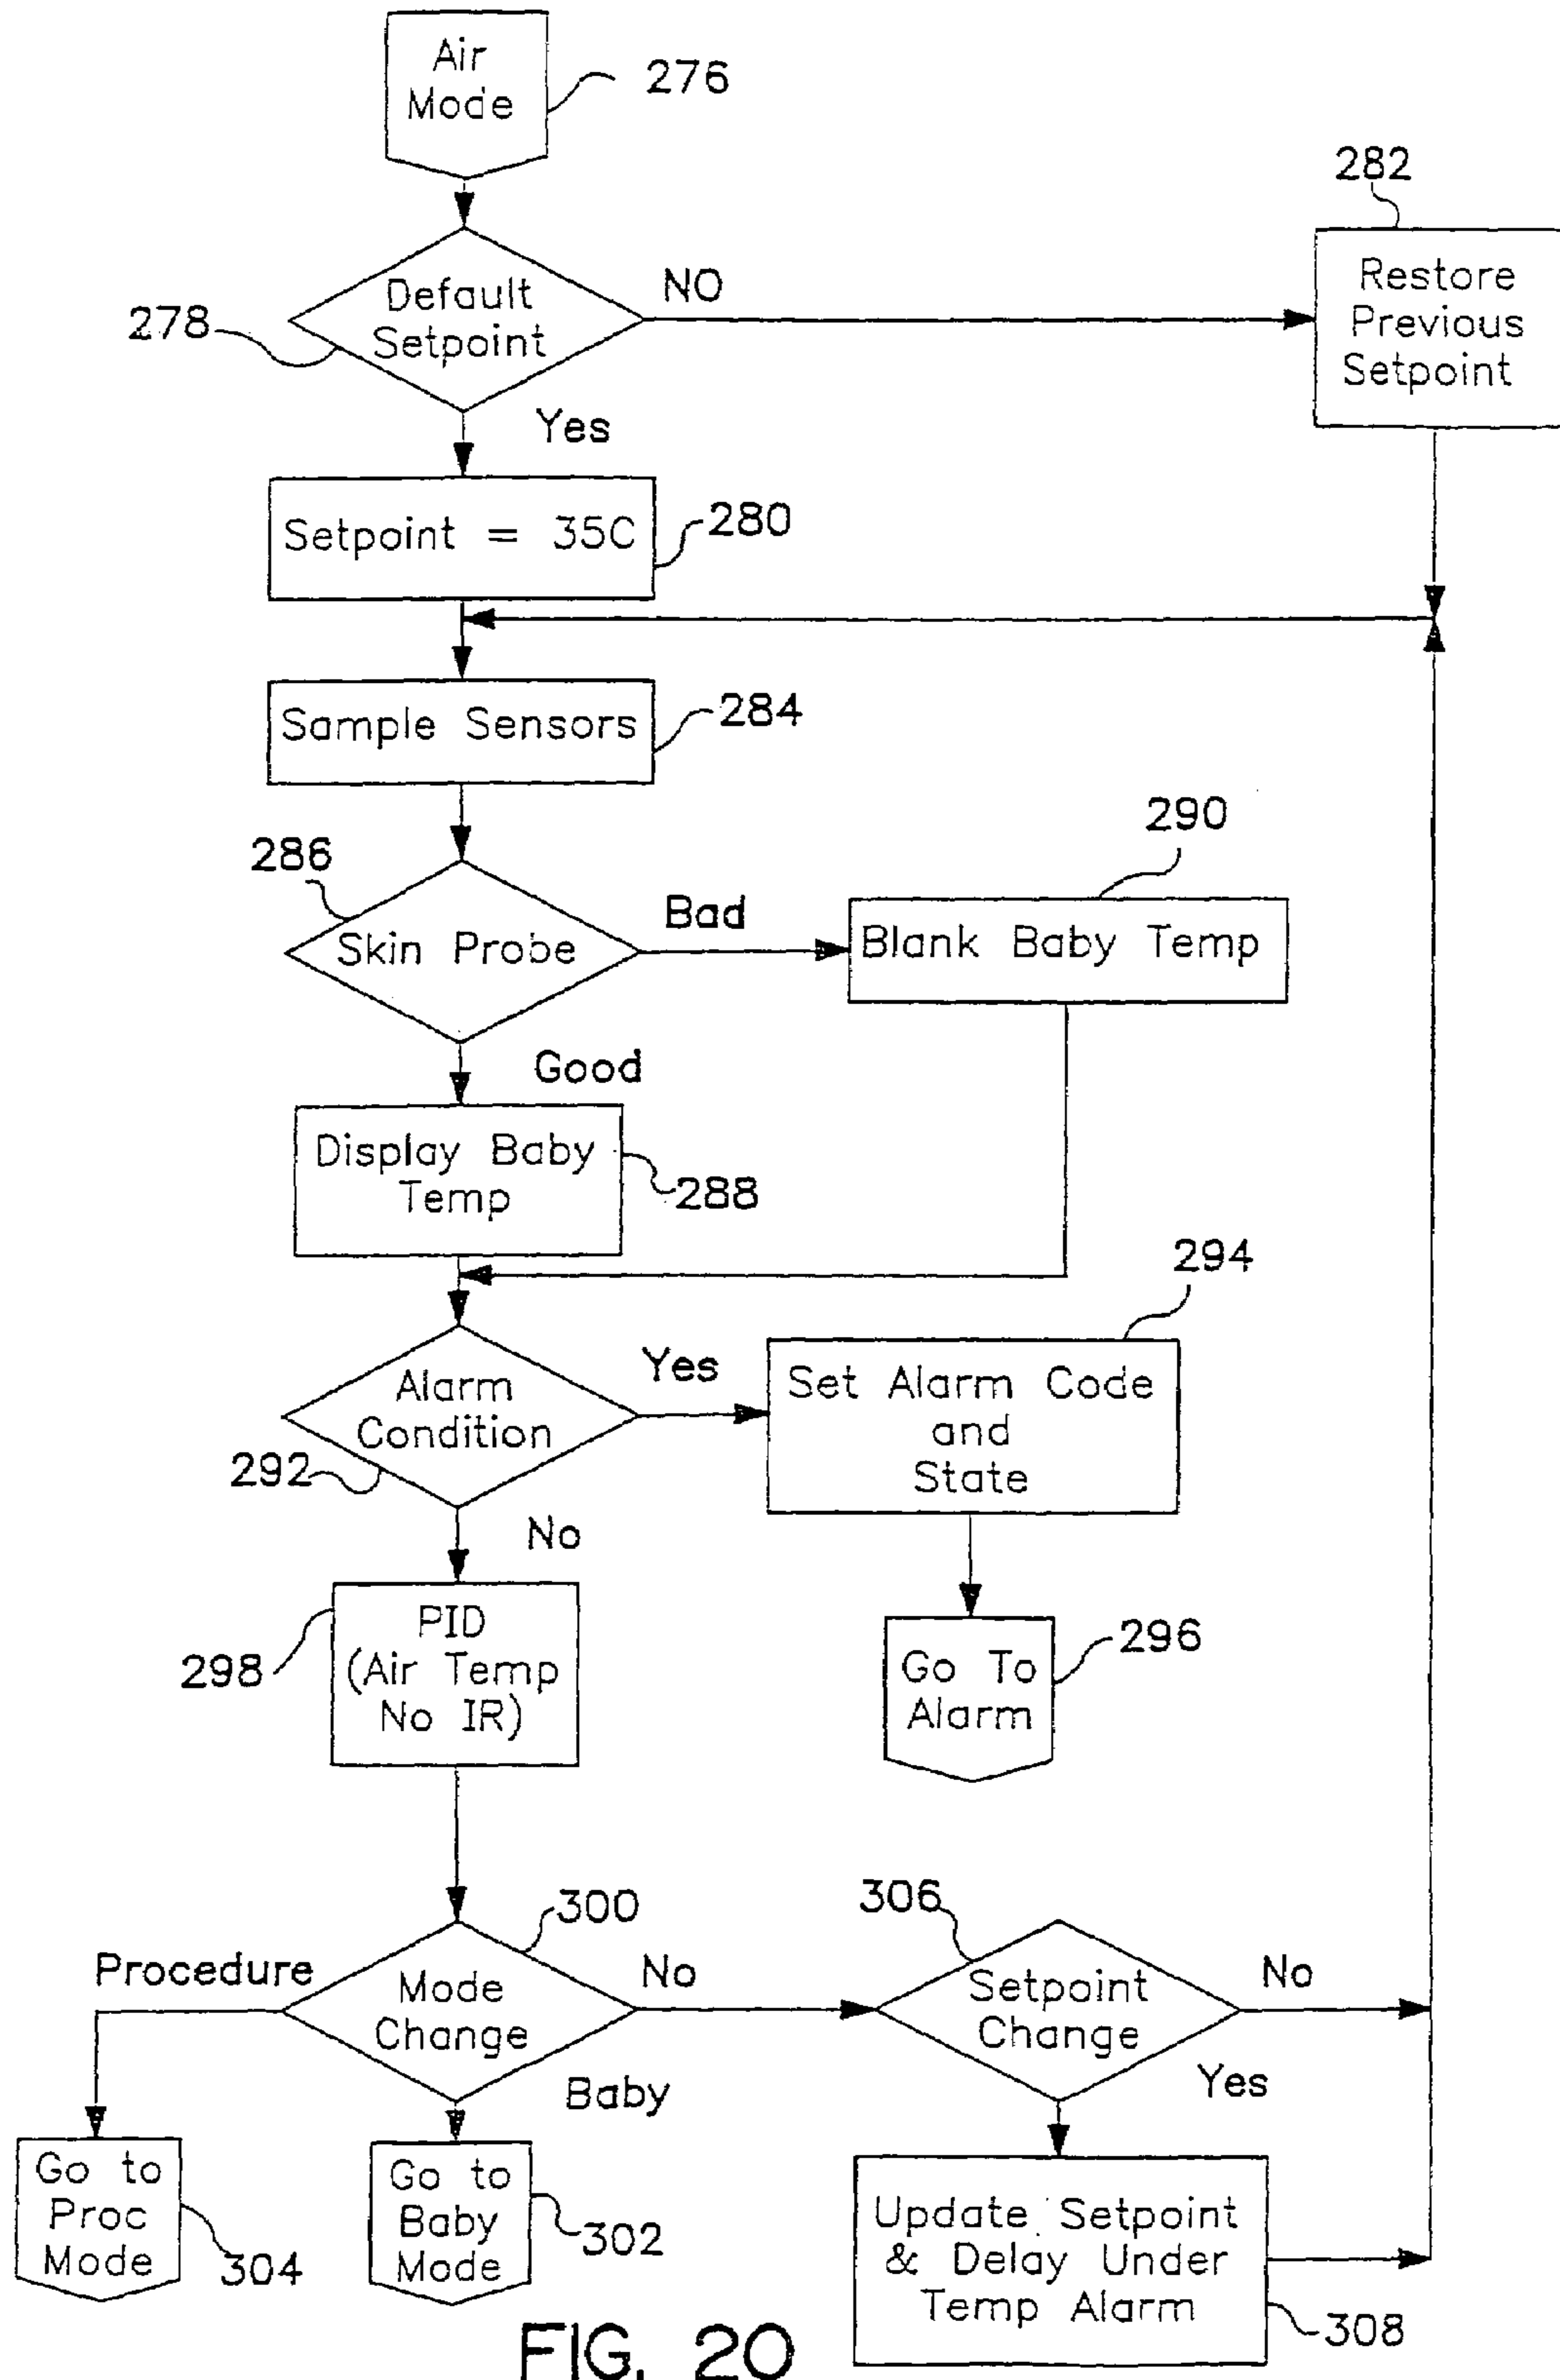 Air
Mode
276
282
Default
Setpoint
NO
278
Restore
Previous
Setpoint
Yes
Setpoint = 35C
280
Sample Sensors
284
286
290
Skin Probe
Bad
Blank Baby Temp
Good
Display Baby
Temp
288
294
Alarm
Condition
Yes
292
Set Alarm Code
and
State
No
PID
(Air Temp
No IR)
298
Go To
Alarm
296
300
306
Procedure
Mode
Change
No
Setpoint
Change
No
Baby
Yes
Go to
Proc
Mode
304
Go to
Baby
Mode
302
Update Setpoint
& Delay Under
Temp Alarm
308
FIG. 20